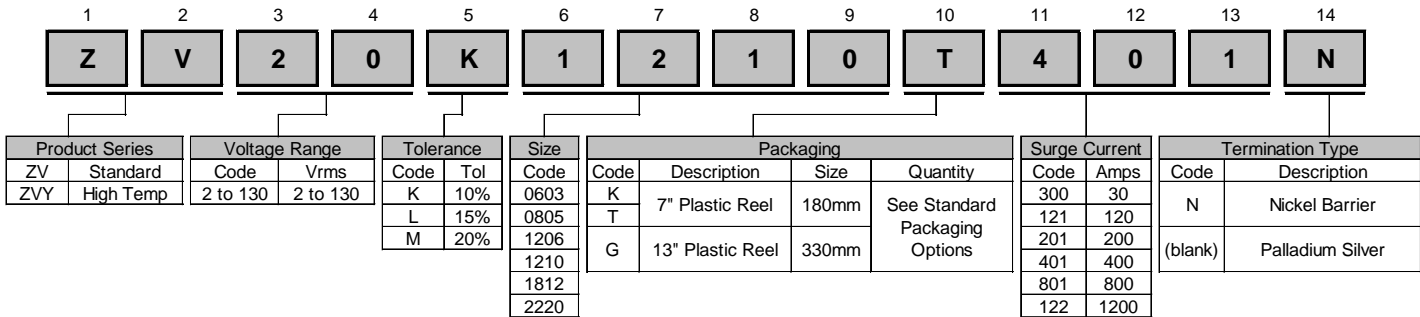 1 2 3 4 5 6 7 8 9 10 11 12 13 14
Z V 2 0 K 1 2 1 0 T 4 0 1 N
Product Series Voltage Range Tolerance Size Packaging Surge Current Termination Type
ZV Standard Code Vrms Code Tol Code Code Description Size Quantity Code Amps Code Description
ZVY High Temp 2 to 130 2 to 130 K 10% 0603 K 7" Plastic Reel 180mm See Standard Packaging Options 300 30 N Nickel Barrier
L 15% 0805 T 121 120
M 20% 1206 G 13" Plastic Reel 330mm 201 200 (blank) Palladium Silver
1210 401 400
1812 801 800
2220 122 1200